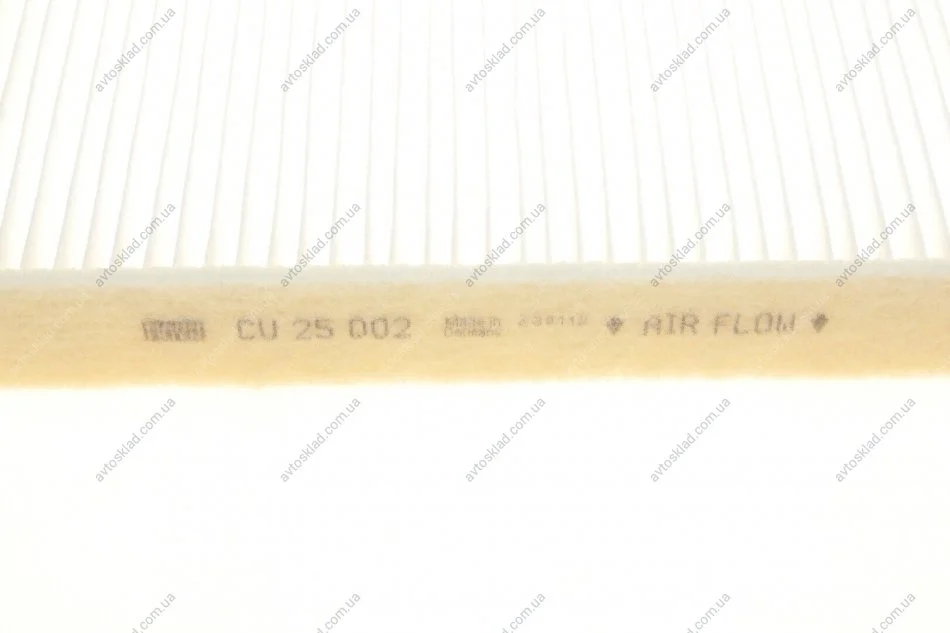 CU 25 002 Made in Germany AIR FLOW
avtosklad.com.ua